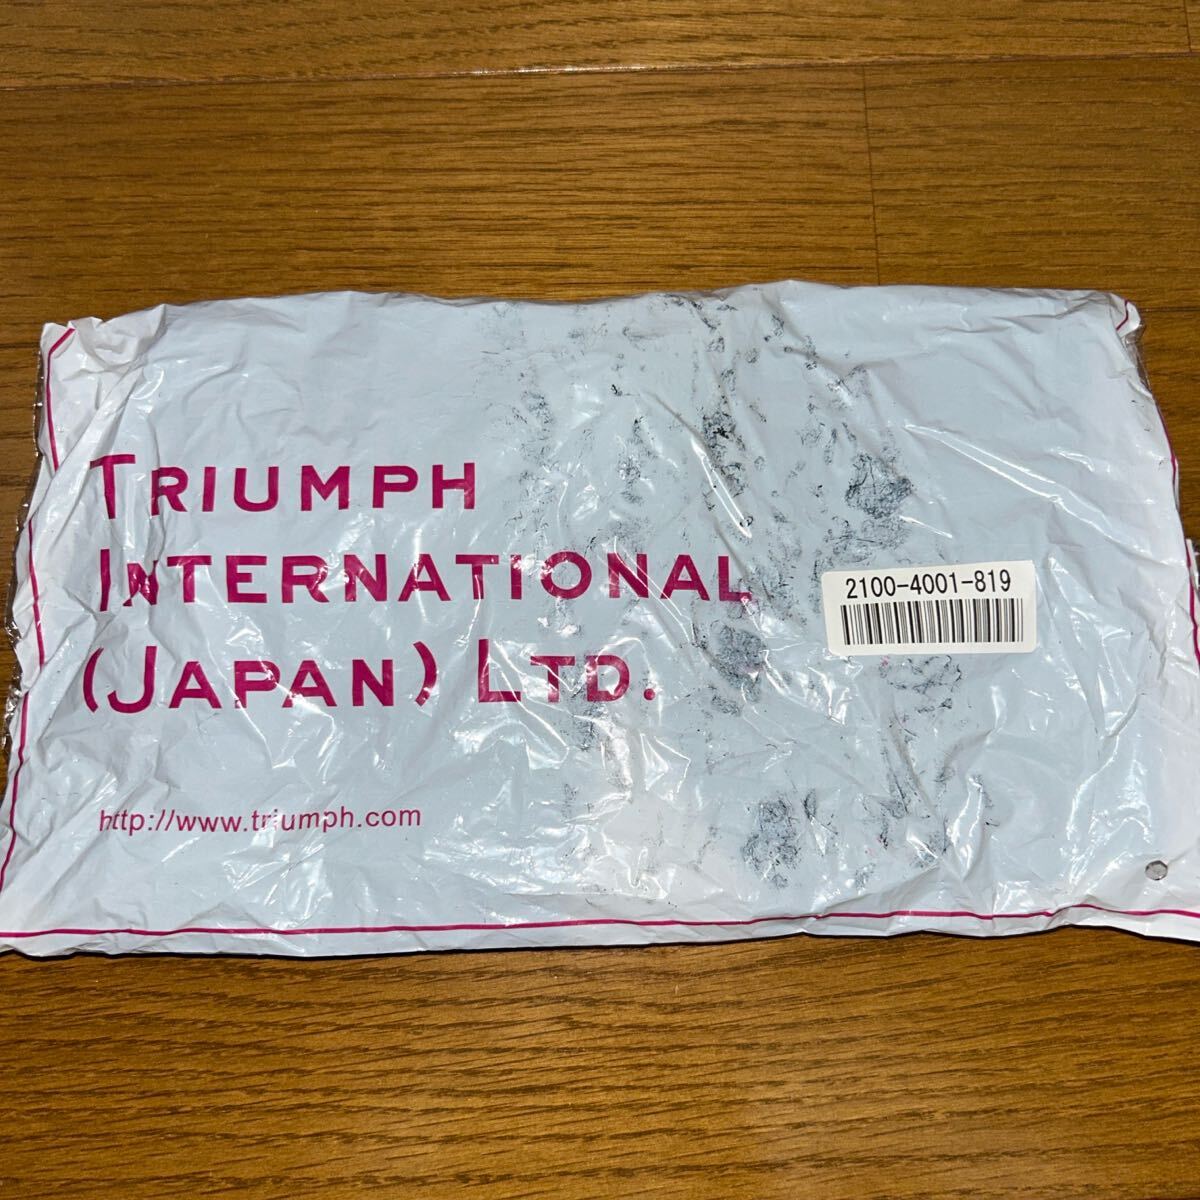 TRIUMPH
INTERNATIONAL
(JAPAN) LTD.
2100-4001-819
http://www.triumph.com